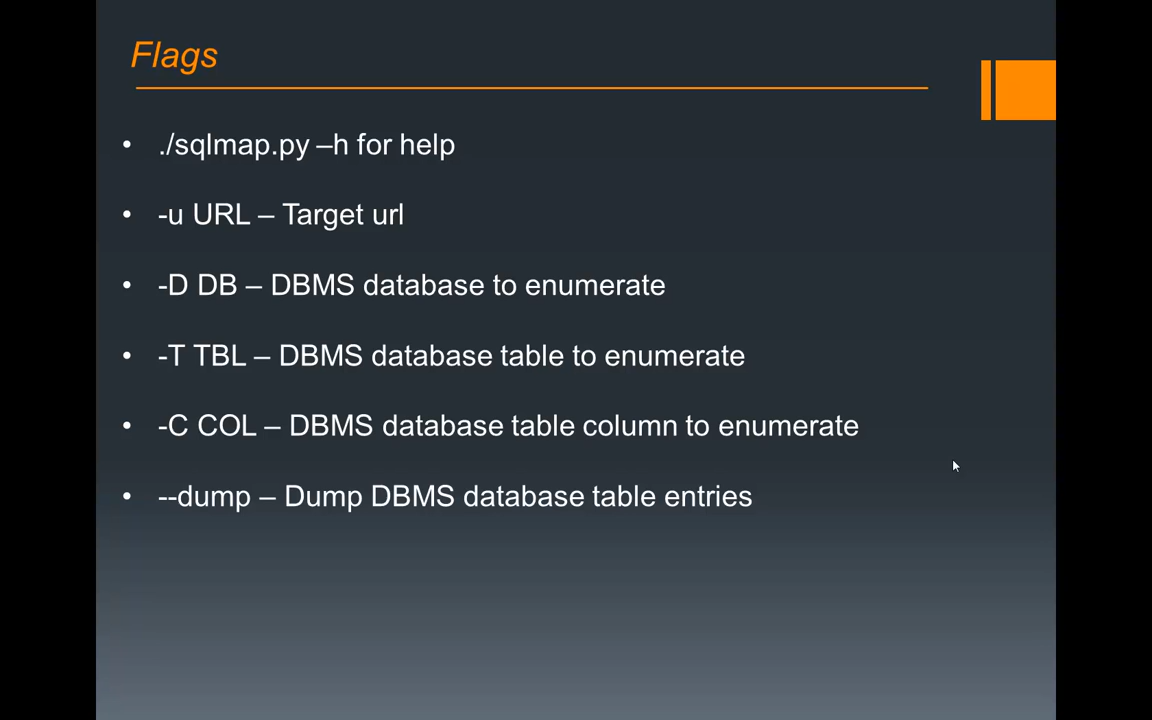 Flags
• ./sqlmap.py –h for help
• -u URL – Target url
• -D DB – DBMS database to enumerate
• -T TBL – DBMS database table to enumerate
• -C COL – DBMS database table column to enumerate
• --dump – Dump DBMS database table entries